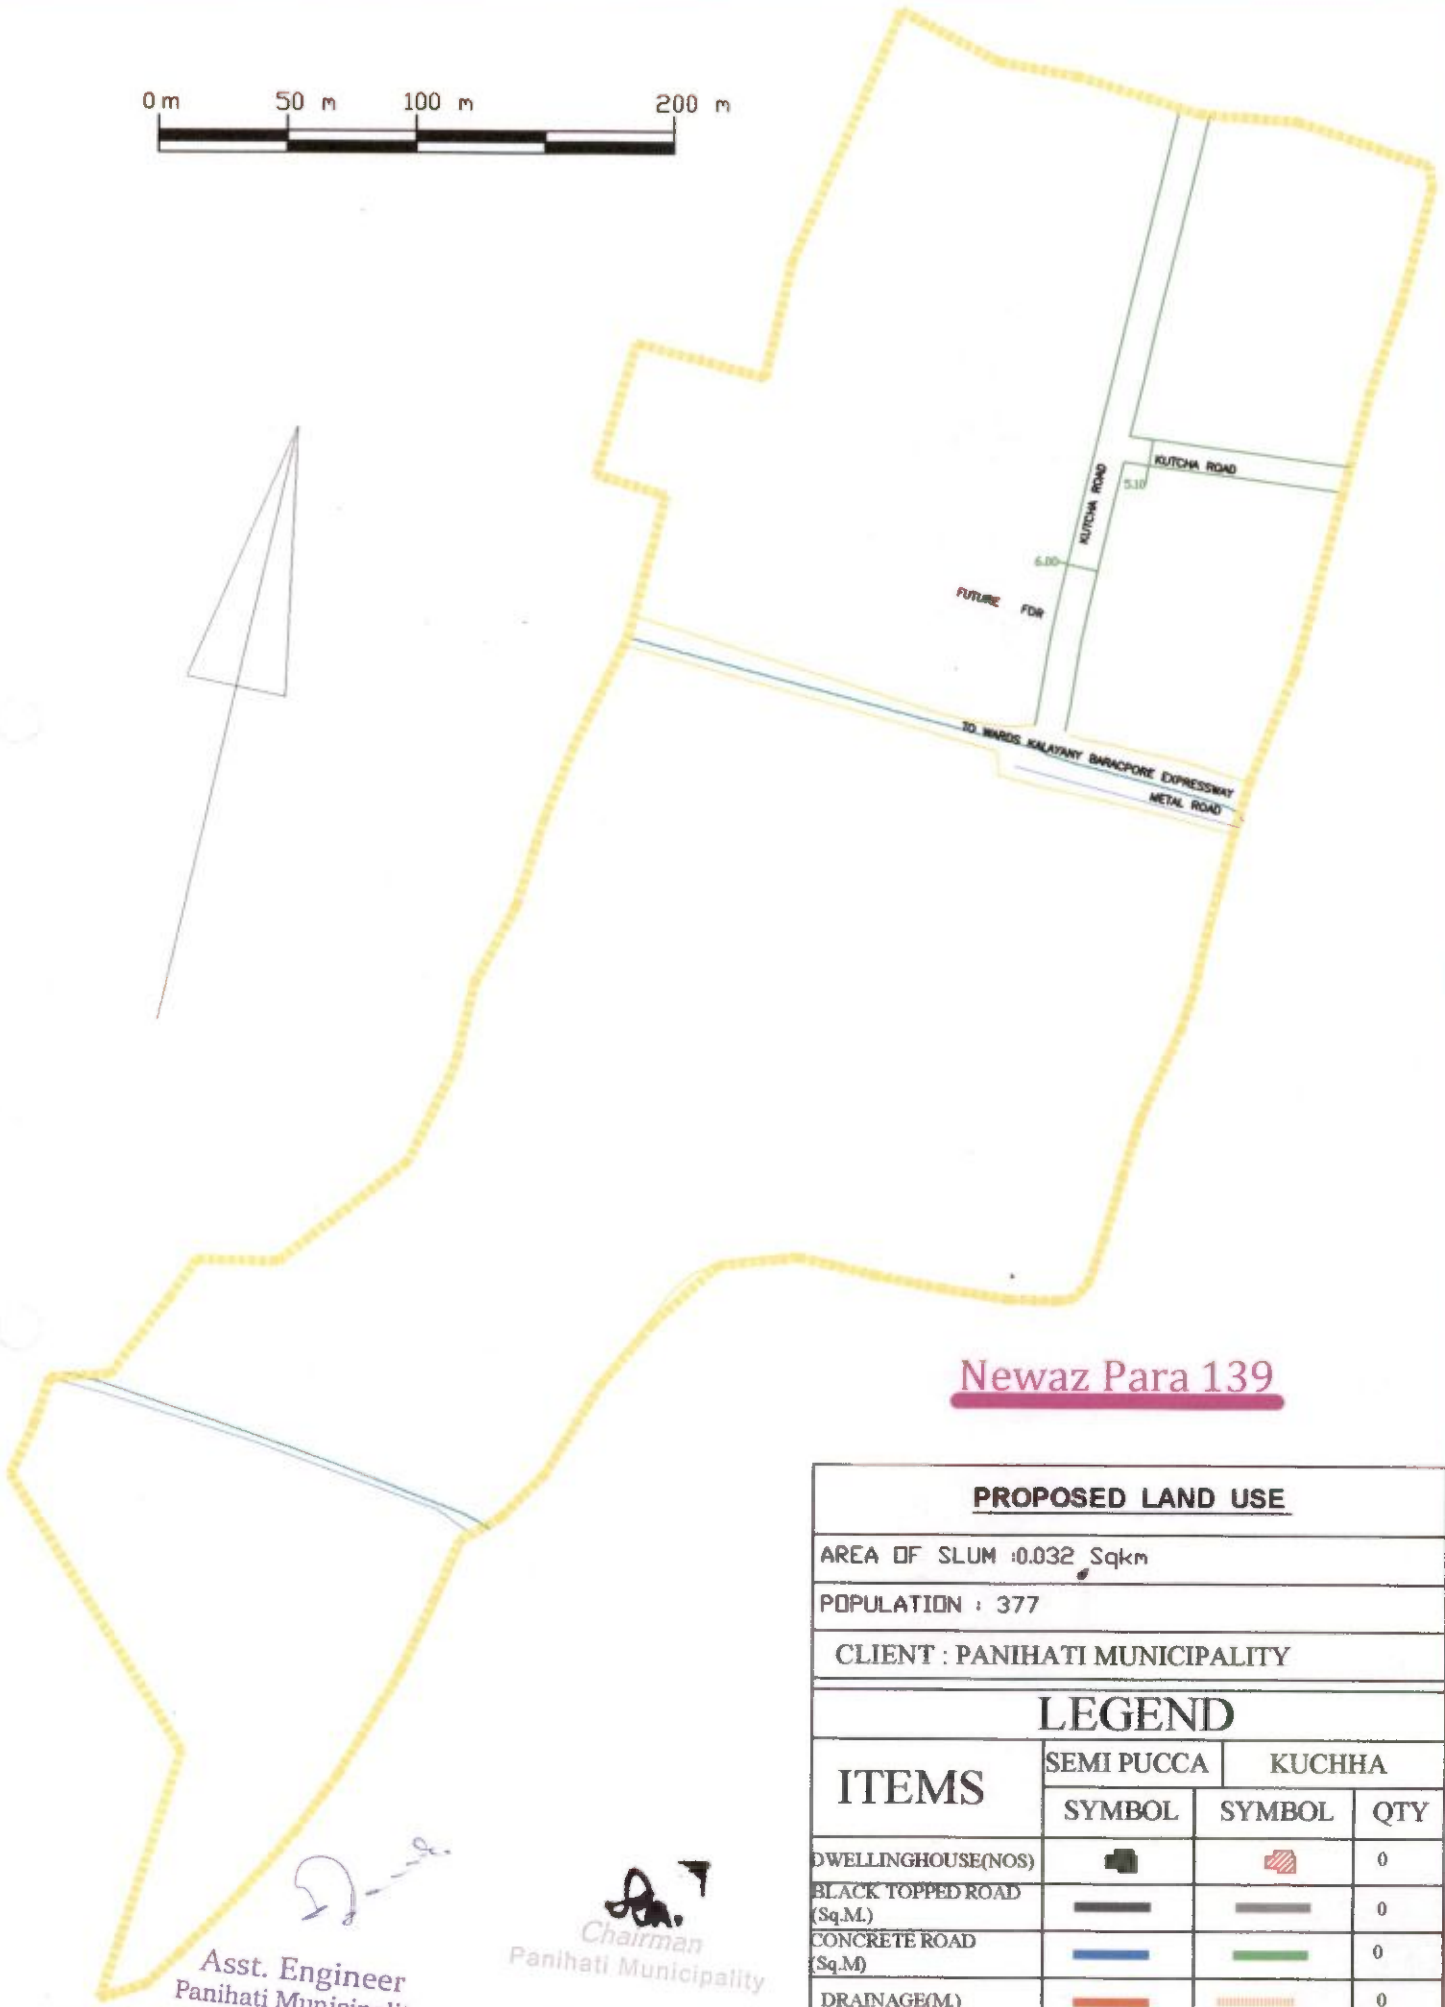 0 m 50 m 100 m 200 m
KUTCHA ROAD
5.10
KUTCHA ROAD
6.00
FUTURE FDR
TO WARDS KALAYANY BARACPORE EXPRESSWAY
METAL ROAD
Newaz Para 139
PROPOSED LAND USE
AREA OF SLUM :0.032 Sqkm
POPULATION : 377
CLIENT : PANIHATI MUNICIPALITY
LEGEND
ITEMS SEMI PUCCA KUCHHA
SYMBOL SYMBOL QTY
DWELLINGHOUSE(NOS) 0
BLACK TOPPED ROAD
(Sq.M.) 0
CONCRETE ROAD
(Sq.M) 0
DRAINAGE(M.) 0
Chairman
Panihati Municipality
Asst. Engineer
Panihati